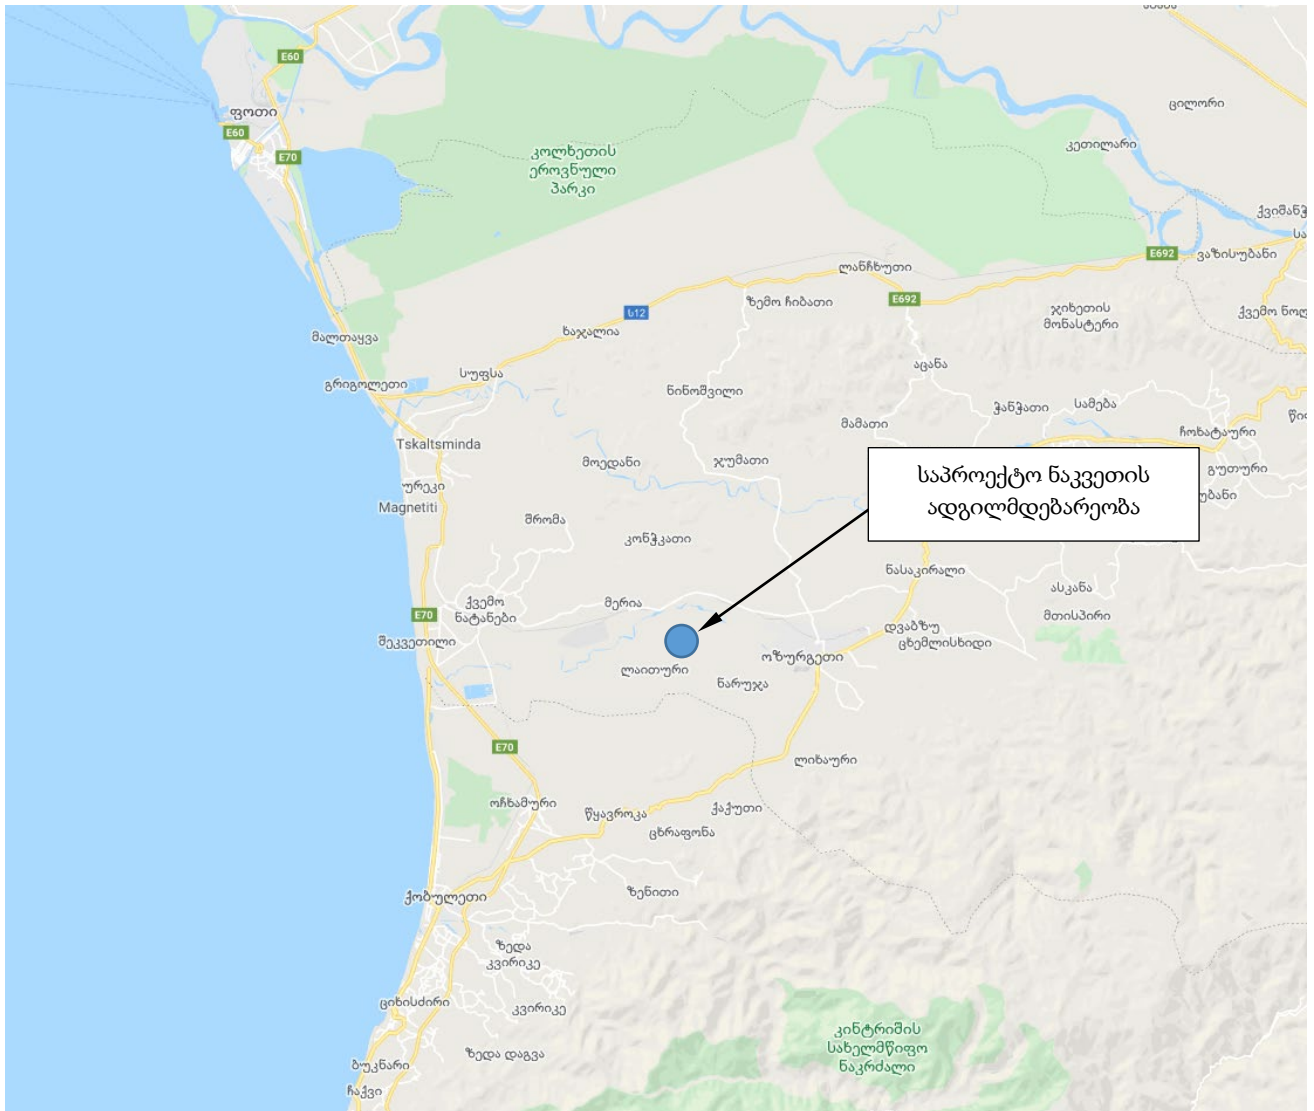 E60
ფოთი
E60
E70
ცილორი
კეთილარი
კოლხეთის
ეროვნული
პარკი
E692
ვაზისუბანი
ლანჩხუთი
ს12
ზემო ჩიბათი
E692
ჯიხეთის
მონასტერი
მალთაყვა
ხაჯალია
აცანა
გრიგოლეთი
სუფსა
ნინოშვილი
ჭანჭათი
სამება
მამათი
ჩოხატაური
Tskaltsminda
მოედანი
ჯუმათი
გუთური
საპროექტო ნაკვეთის
ადგილმდებარეობა
ურეკი
Magnetiti
შრომა
კონჭკათი
ნასაკირალი
ასკანა
ქვემო
ნატანები
მერია
მთისპირი
E70
შეკვეთილი
დვაბზუ
ცხემლისხიდი
ოზურგეთი
ლაითური
ნარუჯა
E70
ლიხაური
ოჩხამური
წყავროკა
ქაქუთი
ცხრაფონა
ქობულეთი
ზენითი
ზედა
კვირიკე
ციხისძირი
კვირიკე
კინტრიშის
სახელმწიფო
ნაკრძალი
ზედა დაგვა
ბუკნარი
ჩაქვი